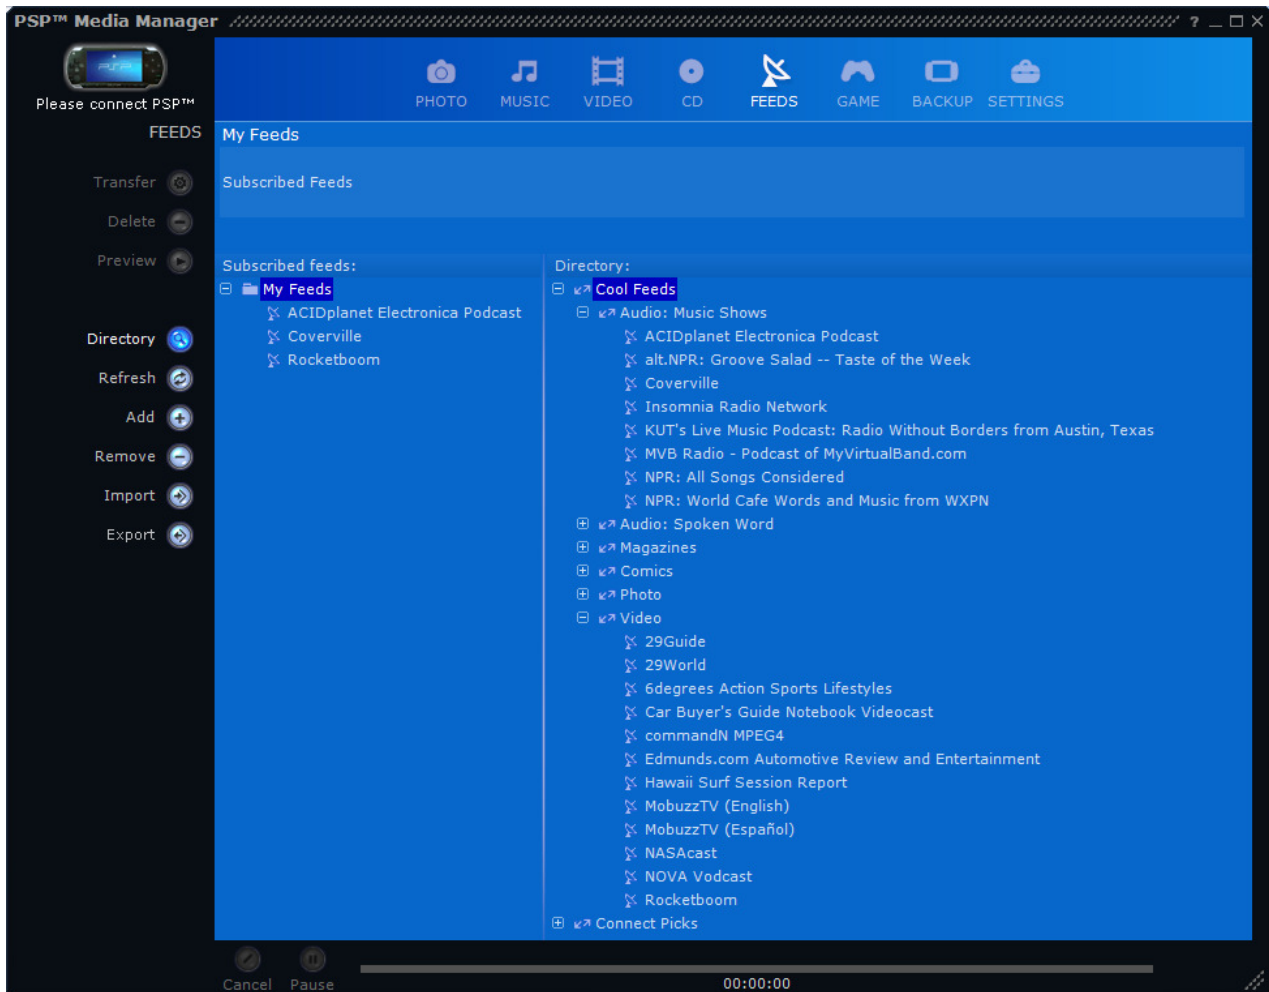 PSP™ Media Manager
?
PSP
Please connect PSP™
PHOTO
MUSIC
VIDEO
CD
FEEDS
GAME
BACKUP
SETTINGS
FEEDS
Transfer
Delete
Preview
Directory
Refresh
Add
Remove
Import
Export
My Feeds
Subscribed Feeds
Subscribed feeds:
My Feeds
ACIDplanet Electronica Podcast
Coverville
Rocketboom
Directory:
Cool Feeds
Audio: Music Shows
ACIDplanet Electronica Podcast
alt.NPR: Groove Salad -- Taste of the Week
Coverville
Insomnia Radio Network
KUT's Live Music Podcast: Radio Without Borders from Austin, Texas
MVB Radio - Podcast of MyVirtualBand.com
NPR: All Songs Considered
NPR: World Cafe Words and Music from WXPN
Audio: Spoken Word
Magazines
Comics
Photo
Video
29Guide
29World
6degrees Action Sports Lifestyles
Car Buyer's Guide Notebook Videocast
commandN MPEG4
Edmunds.com Automotive Review and Entertainment
Hawaii Surf Session Report
MobuzzTV (English)
MobuzzTV (Español)
NASAcast
NOVA Vodcast
Rocketboom
Connect Picks
Cancel
Pause
00:00:00